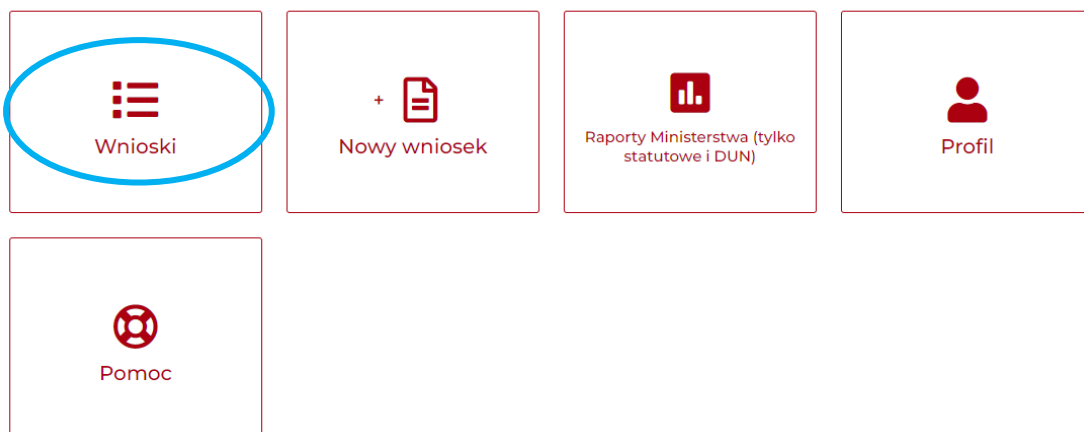 Wnioski
+
Nowy wniosek
Raporty Ministerstwa (tylko
statutowe i DUN)
Profil
Pomoc